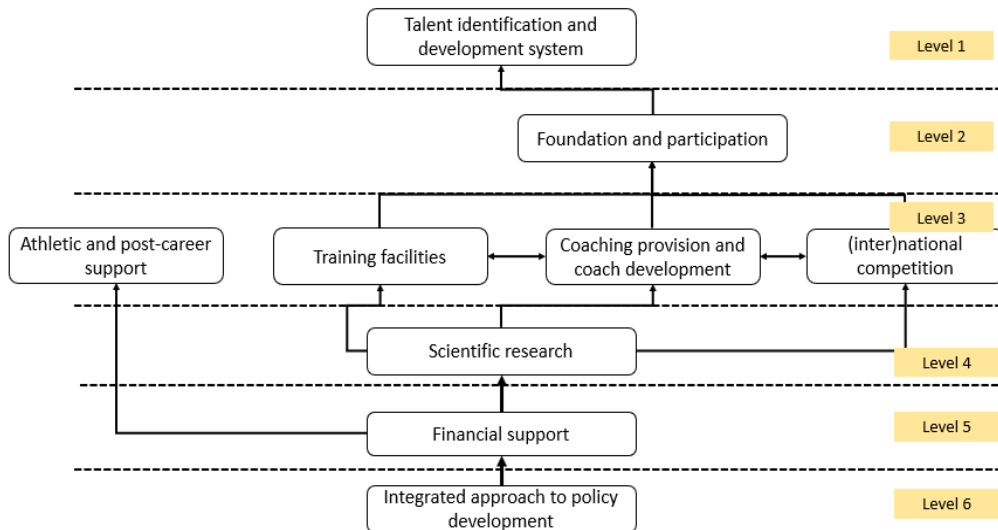 Talent identification and
development system
Level 1
Foundation and participation
Level 2
Level 3
Athletic and post-career
support
Training facilities
Coaching provision and
coach development
(inter)national
competition
Scientific research
Level 4
Financial support
Level 5
Integrated approach to policy
development
Level 6